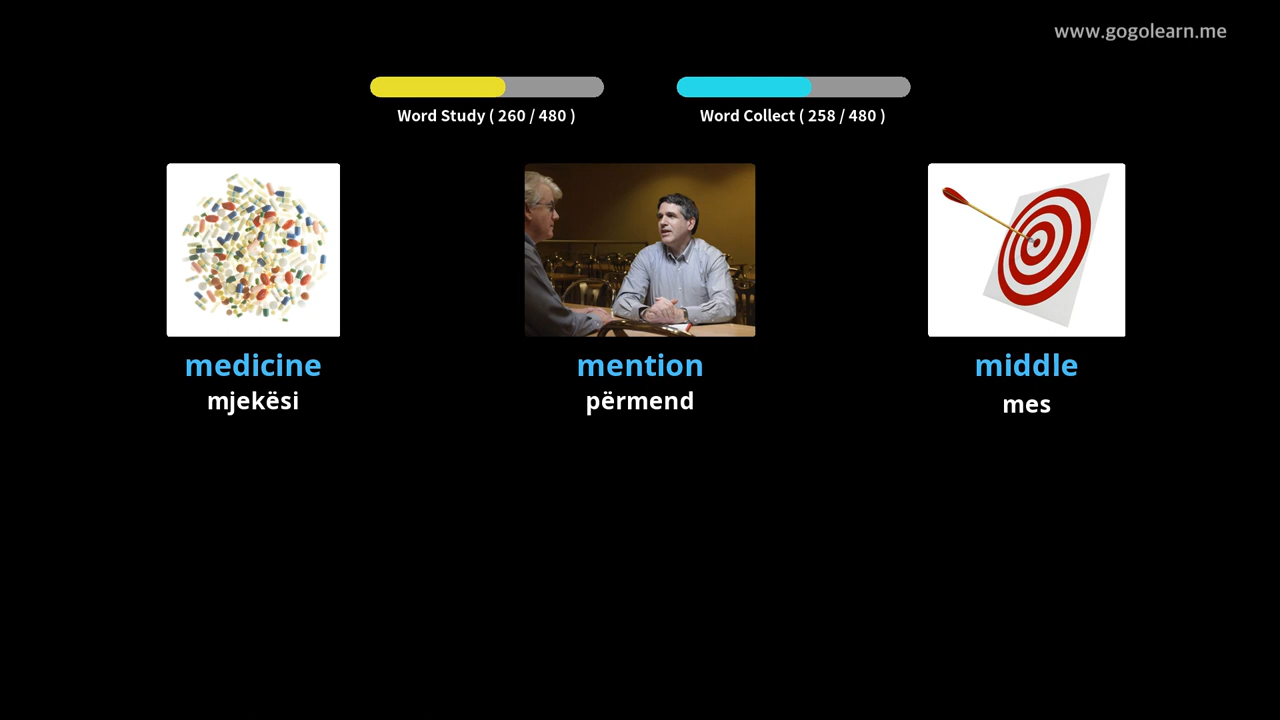 www.gogolearn.me
Word Study ( 260 / 480 )
Word Collect ( 258 / 480 )
medicine
mjekësi
mention
përmend
middle
mes